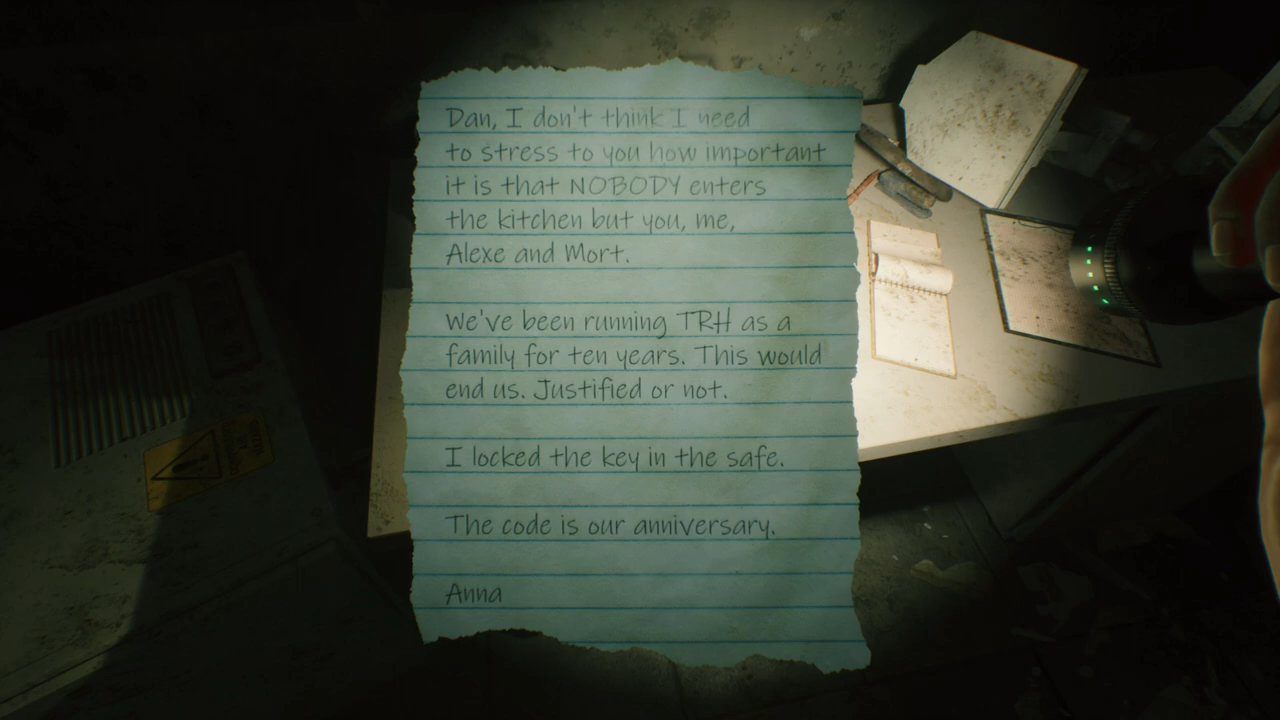 Dan, I don't think I need
to stress to you how important
it is that NOBODY enters
the kitchen but you, me,
Alexe and Mort.
We've been running TRH as a
family for ten years. This would
end us. Justified or not.
I locked the key in the safe.
The code is our anniversary.
Anna